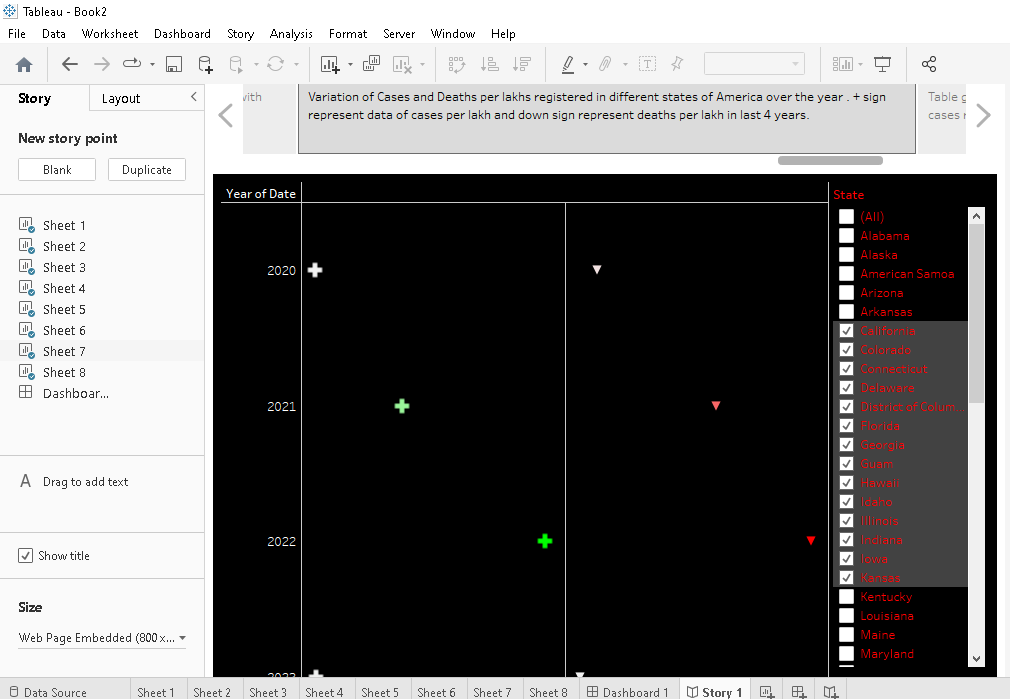 Tableau - Book2
File Data Worksheet Dashboard Story Analysis Format Server Window Help
Story Layout
New story point
Blank Duplicate
Sheet 1
Sheet 2
Sheet 3
Sheet 4
Sheet 5
Sheet 6
Sheet 7
Sheet 8
Dashboar...
A Drag to add text
Show title
Size
Web Page Embedded (800 x...
with
Variation of Cases and Deaths per lakhs registered in different states of America over the year . + sign
represent data of cases per lakh and down sign represent deaths per lakh in last 4 years.
Table
cases
Year of Date
2020
2021
2022
2023
State
(All)
Alabama
Alaska
American Samoa
Arizona
Arkansas
California
Colorado
Connecticut
Delaware
District of Colum...
Florida
Georgia
Guam
Hawaii
Idaho
Illinois
Indiana
Iowa
Kansas
Kentucky
Louisiana
Maine
Maryland
Data Source Sheet 1 Sheet 2 Sheet 3 Sheet 4 Sheet 5 Sheet 6 Sheet 7 Sheet 8 Dashboard 1 Story 1